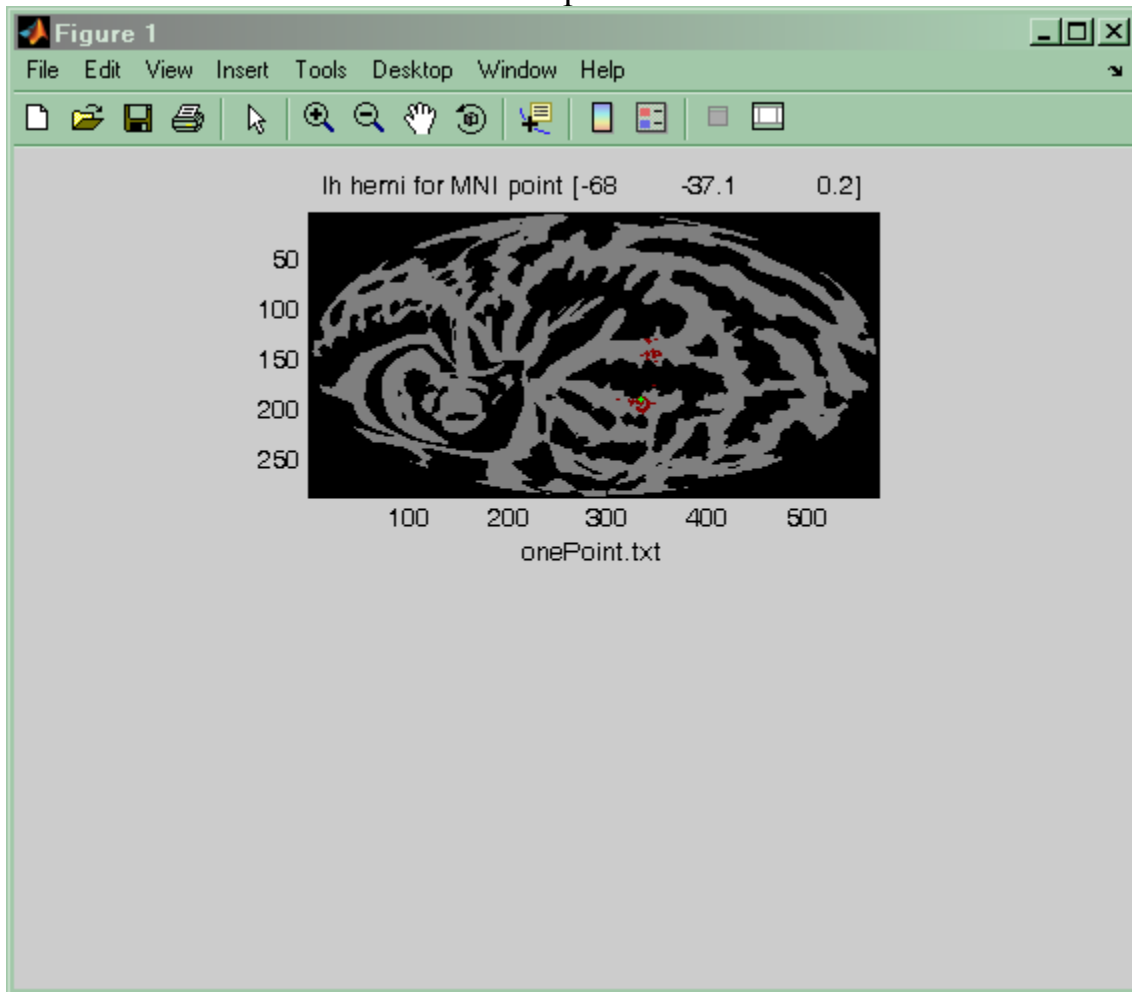 Figure 1
File Edit View Insert Tools Desktop Window Help
lh hemi for MNI point [-68 -37.1 0.2]
50
100
150
200
250
100 200 300 400 500
onePoint.txt